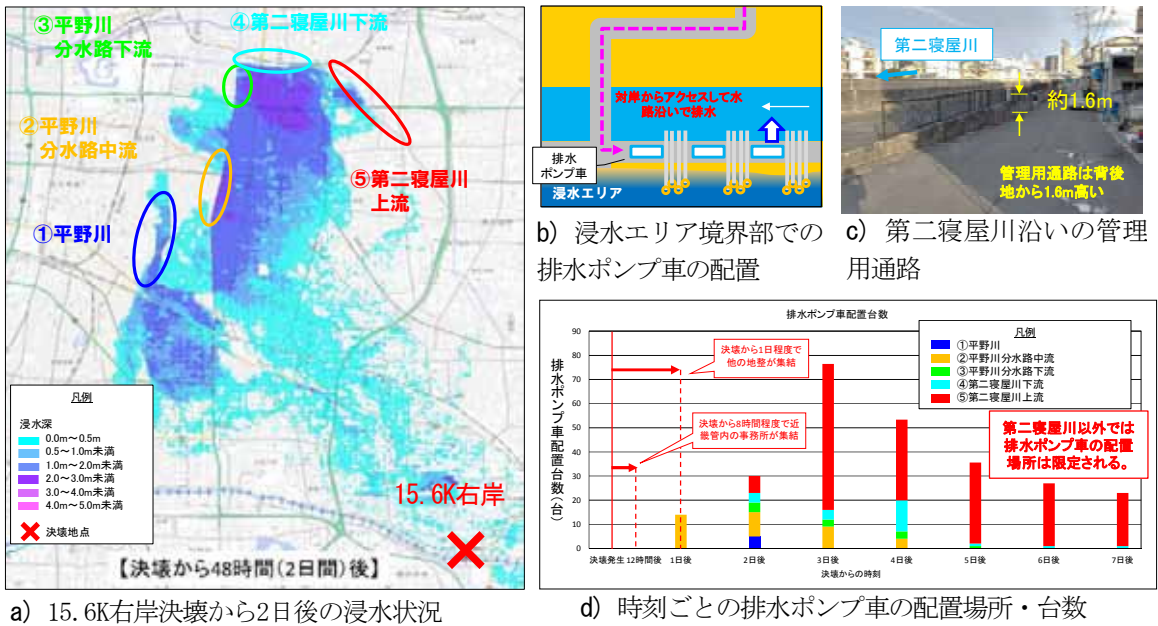 ③平野川
分水路下流
④第二寝屋川下流
②平野川
分水路中流
⑤第二寝屋川
上流
①平野川
凡例
浸水深
0.0m～0.5m
0.5～1.0m未満
1.0m～2.0m未満
2.0～3.0m未満
3.0～4.0m未満
4.0m～5.0m未満
決壊地点
15.6K右岸
【決壊から48時間(2日間)後】
a) 15.6K右岸決壊から2日後の浸水状況
対岸からアクセスして水
路沿いで排水
排水
ポンプ車
浸水エリア
b) 浸水エリア境界部での
排水ポンプ車の配置
第二寝屋川
約1.6m
管理用通路は背後
地から1.6m高い
c) 第二寝屋川沿いの管理
用通路
排水ポンプ車配置台数
排水ポンプ車配置台数(台)
90
80
70
60
50
40
30
20
10
0
決壊から1日程度で
他の地整が集結
決壊から8時間程度で近
畿管内の事務所が集結
凡例
①平野川
②平野川分水路中流
③平野川分水路下流
④第二寝屋川下流
⑤第二寝屋川上流
第二寝屋川以外では
排水ポンプ車の配置
場所は限定される。
決壊発生 12時間後 1日後 2日後 3日後 4日後 5日後 6日後 7日後
決壊からの時刻
d) 時刻ごとの排水ポンプ車の配置場所・台数